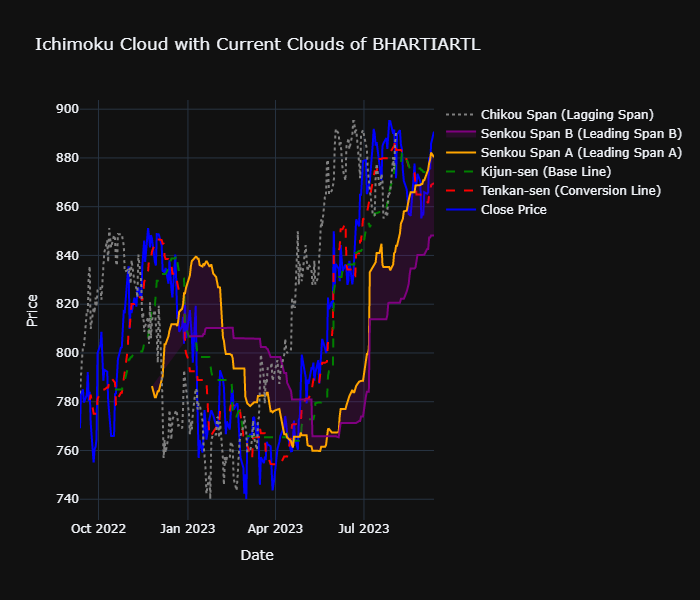 Ichimoku Cloud with Current Clouds of BHARTIARTL
Chikou Span (Lagging Span)
Senkou Span B (Leading Span B)
Senkou Span A (Leading Span A)
Kijun-sen (Base Line)
Tenkan-sen (Conversion Line)
Close Price
Price
900
880
860
840
820
800
780
760
740
Oct 2022
Jan 2023
Apr 2023
Jul 2023
Date